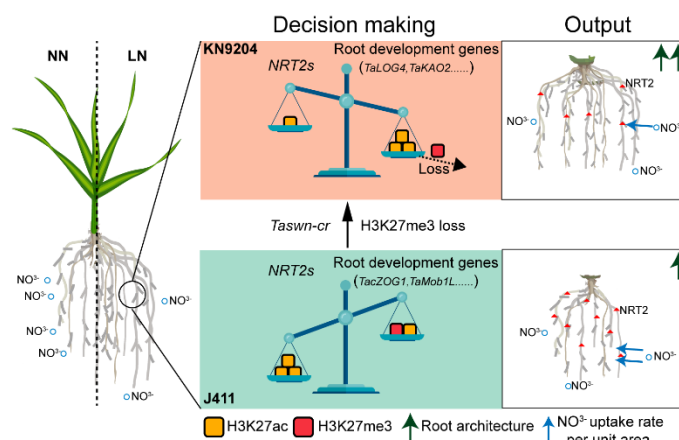 Decision making
Output
NN
LN
KN9204
NRT2s
Root development genes
(TaLOG4,TaKAO2......)
Loss
NRT2
NO³⁻
NO³⁻
NO³⁻
Taswn-cr
H3K27me3 loss
NO³⁻
NO³⁻
NO³⁻
NO³⁻
NO³⁻
NO³⁻
NRT2s
Root development genes
(TacZOG1,TaMob1L......)
J411
NRT2
NO³⁻
NO³⁻
NO³⁻
H3K27ac
H3K27me3
Root architecture
NO³⁻ uptake rate
per unit area